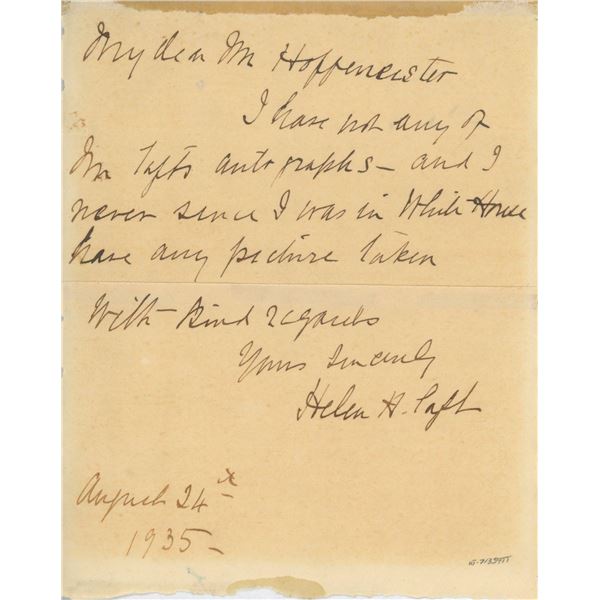 My dear Mr Hoffmeister
I have not any of
Mr Tafts autographs - and I
never since I was in White House
have any picture taken
With Kind regards
Yours Sincerely
Helen H. Taft
August 24th
1935 -